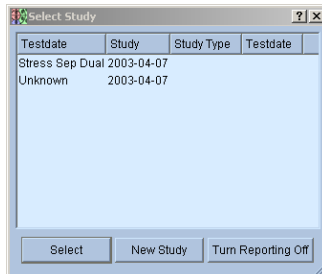 Select Study
Testdate Study Study Type Testdate
Stress Sep Dual 2003-04-07
Unknown 2003-04-07
Select New Study Turn Reporting Off